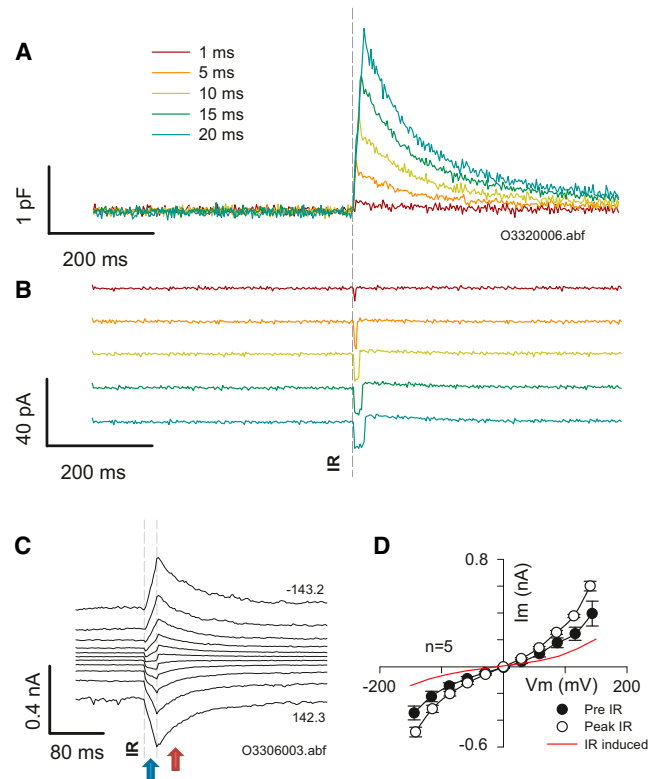 A
1 ms
5 ms
10 ms
15 ms
20 ms
1 pF
200 ms
O3320006.abf
B
40 pA
200 ms
IR
C
-143.2
142.3
0.4 nA
80 ms
IR
O3306003.abf
D
0.8
Im (nA)
n=5
-200
Vm (mV)
200
-0.6
Pre IR
Peak IR
IR induced